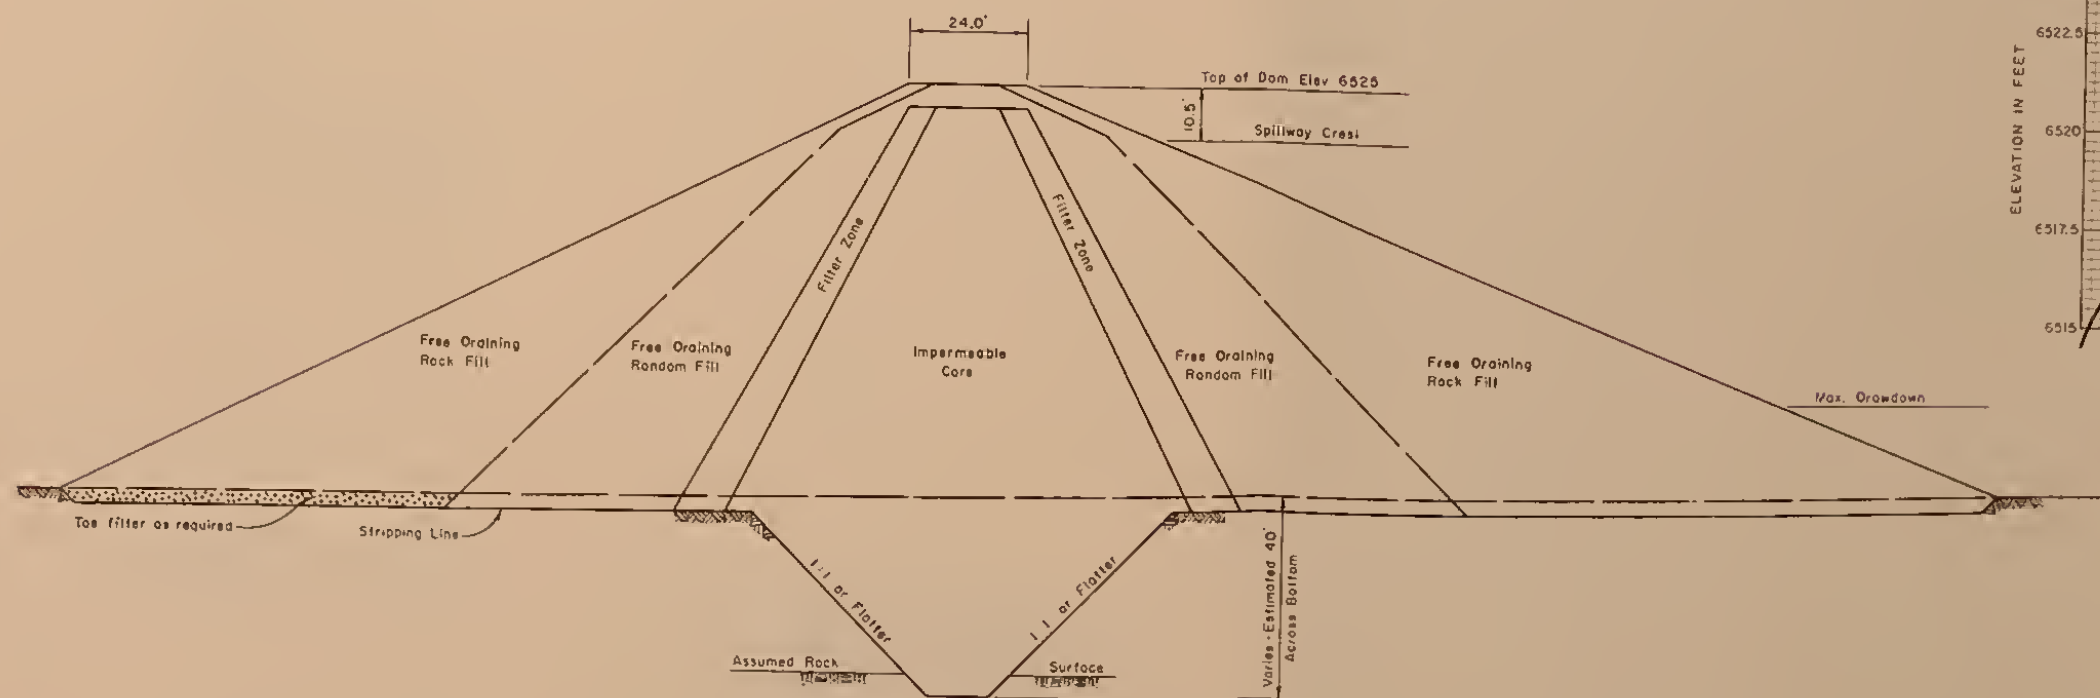 24.0'
Top of Dam Elev 6525
10.5'
Spillway Crest
ELEVATION IN FEET
6522.5
6520
6517.5
6515
Filter Zone
Filter Zone
Free Draining
Rock Fill
Free Draining
Random Fill
Impermeable
Core
Free Draining
Random Fill
Free Draining
Rock Fill
Max. Drawdown
Toe filter as required
Stripping Line
1:1 or Flatter
1:1 or Flatter
Varies - Estimated 40'
Across Bottom
Assumed Rock
Surface